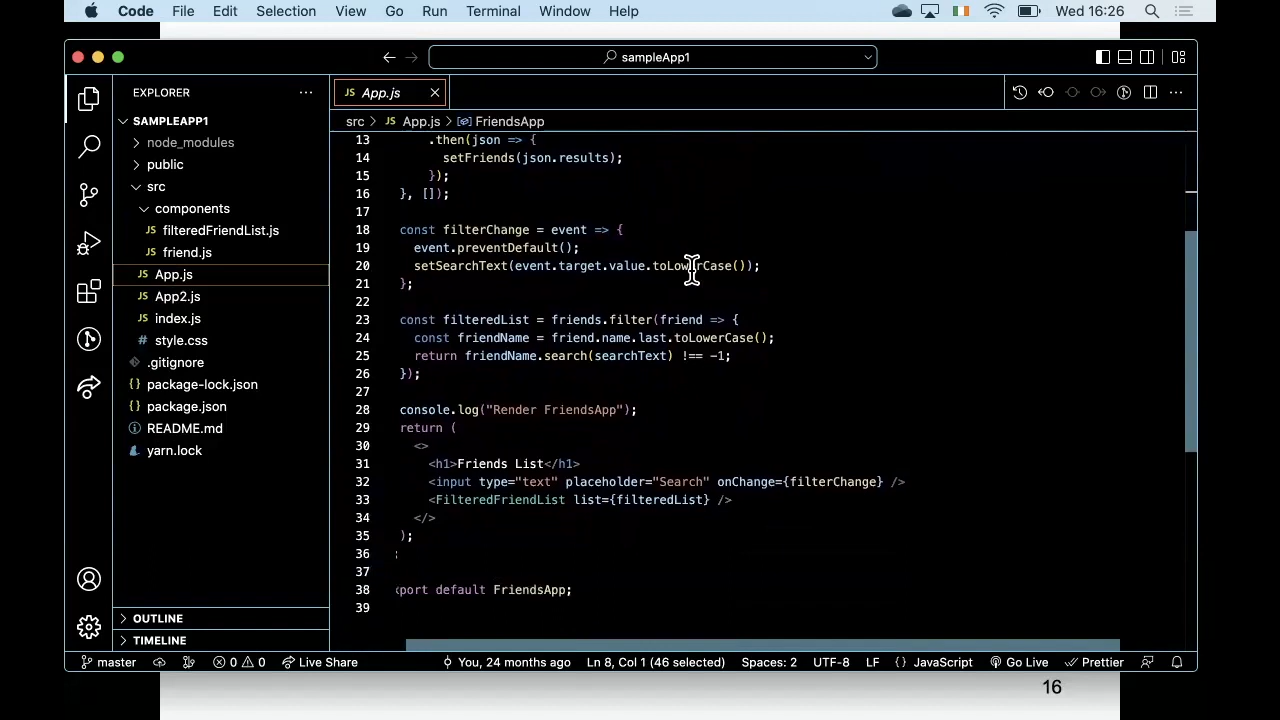 Code File Edit Selection View Go Run Terminal Window Help Wed 16:26
sampleApp1
EXPLORER
JS App.js
SAMPLEAPP1
node_modules
public
src
components
JS filteredFriendList.js
JS friend.js
JS App.js
JS App2.js
JS index.js
# style.css
.gitignore
{} package-lock.json
{} package.json
README.md
yarn.lock
OUTLINE
TIMELINE
src > JS App.js > FriendsApp
13 .then(json => {
14 setFriends(json.results);
15 });
16 }, []);
17
18 const filterChange = event => {
19 event.preventDefault();
20 setSearchText(event.target.value.toLowerCase());
21 };
22
23 const filteredList = friends.filter(friend => {
24 const friendName = friend.name.last.toLowerCase();
25 return friendName.search(searchText) !== -1;
26 });
27
28 console.log("Render FriendsApp");
29 return (
30 <>
31 <h1>Friends List</h1>
32 <input type="text" placeholder="Search" onChange={filterChange} />
33 <FilteredFriendList list={filteredList} />
34 </>
35 );
36 ;
37
38 xport default FriendsApp;
39
master 0 0 Live Share You, 24 months ago Ln 8, Col 1 (46 selected) Spaces: 2 UTF-8 LF {} JavaScript Go Live Prettier
16